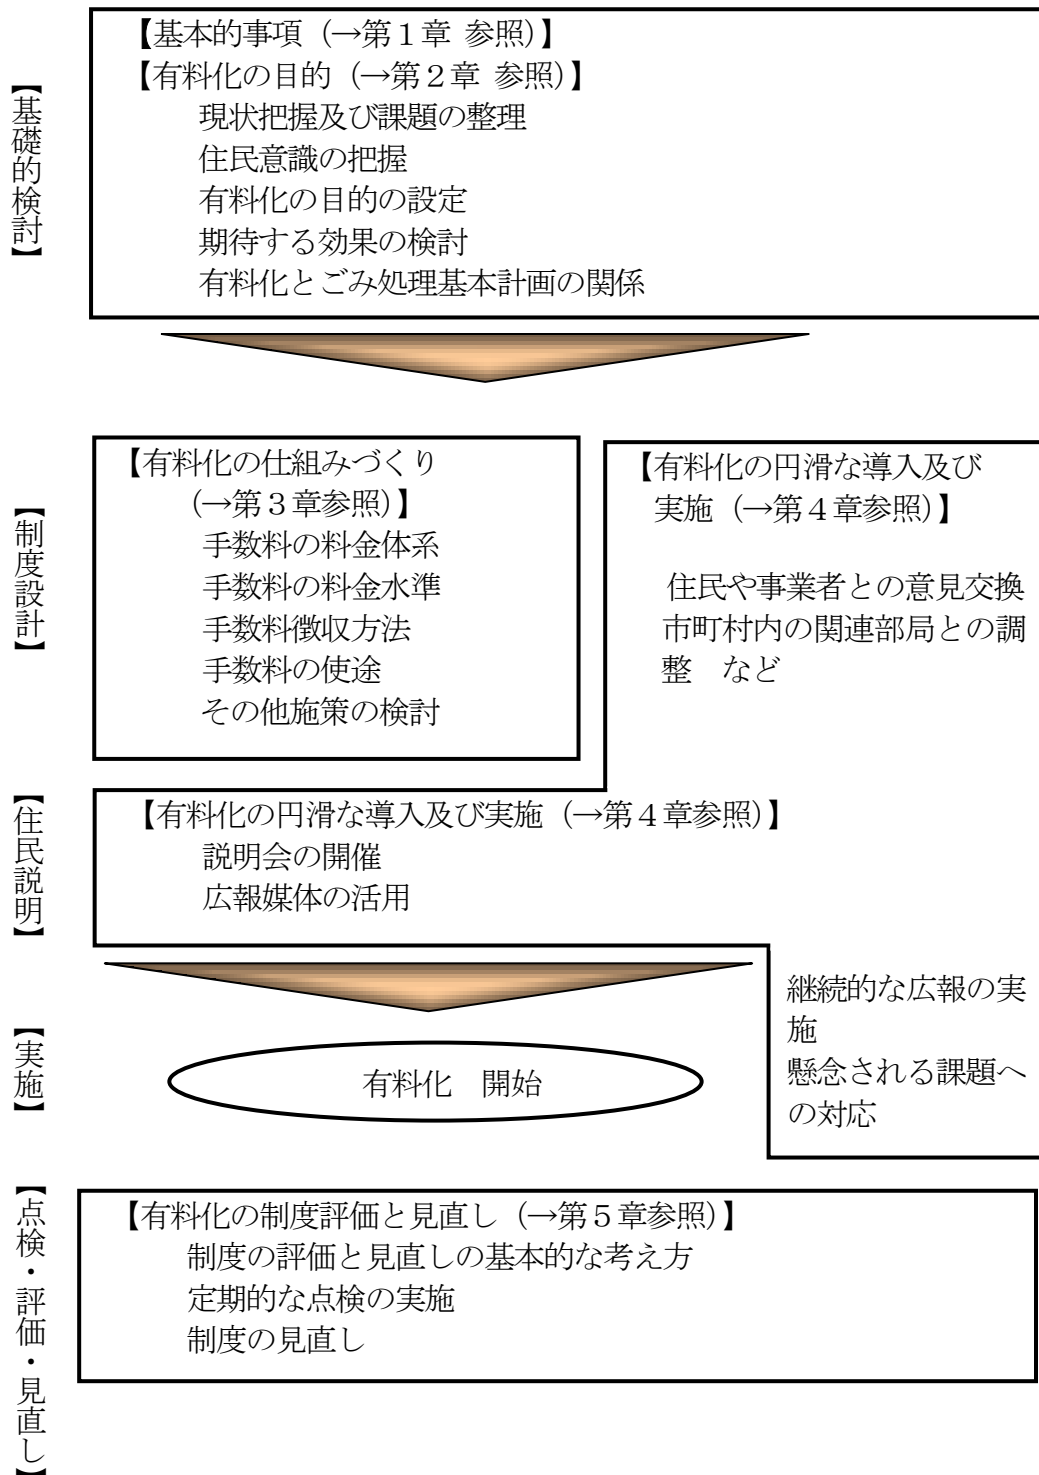 【基礎的検討】
【基本的事項（→第１章 参照）】
【有料化の目的（→第２章 参照）】
現状把握及び課題の整理
住民意識の把握
有料化の目的の設定
期待する効果の検討
有料化とごみ処理基本計画の関係
【制度設計】
【有料化の仕組みづくり
（→第３章参照）】
手数料の料金体系
手数料の料金水準
手数料徴収方法
手数料の使途
その他施策の検討
【有料化の円滑な導入及び
実施（→第４章参照）】
住民や事業者との意見交換
市町村内の関連部局との調
整　など
【住民説明】
【有料化の円滑な導入及び実施（→第４章参照）】
説明会の開催
広報媒体の活用
【実施】
有料化　開始
継続的な広報の実
施
懸念される課題へ
の対応
【点検・評価・見直し】
【有料化の制度評価と見直し（→第５章参照）】
制度の評価と見直しの基本的な考え方
定期的な点検の実施
制度の見直し